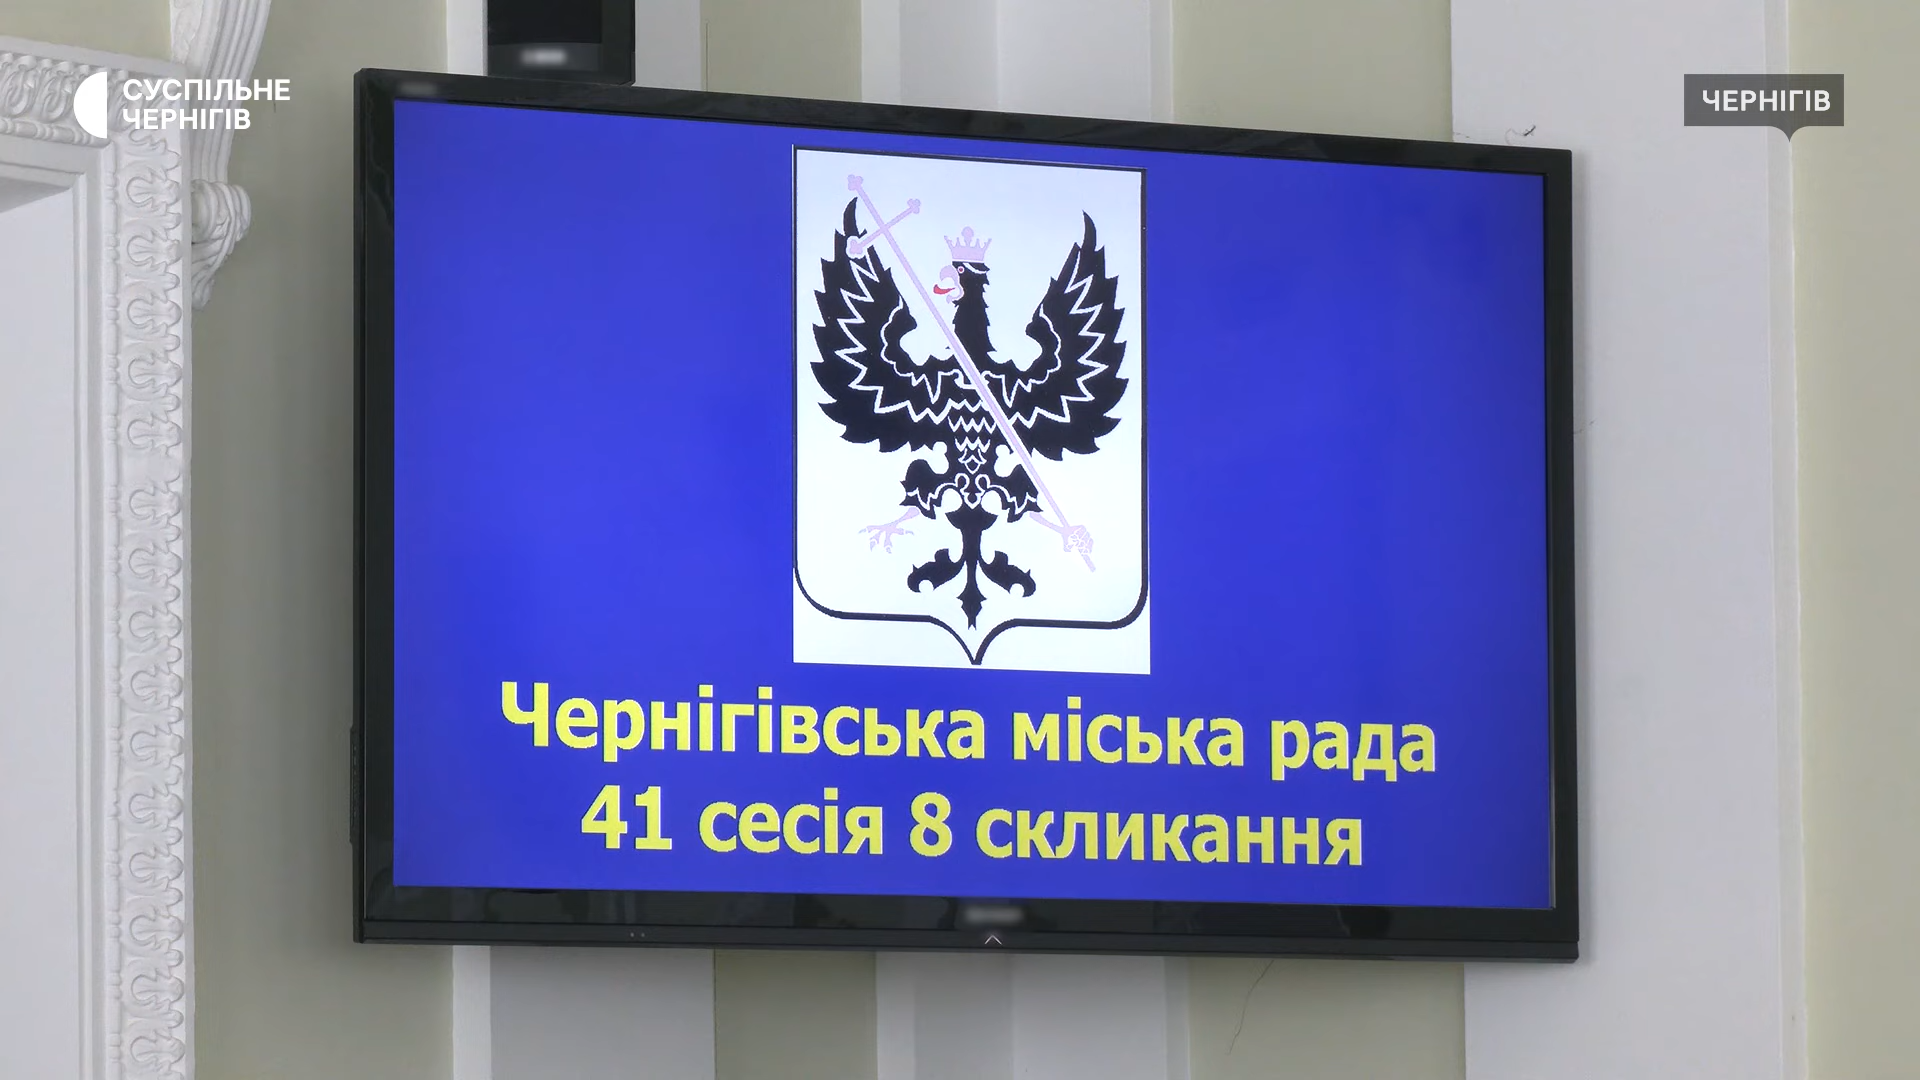 СУСПІЛЬНЕ
ЧЕРНІГІВ
ЧЕРНІГІВ
Чернігівська міська рада
41 сесія 8 скликання